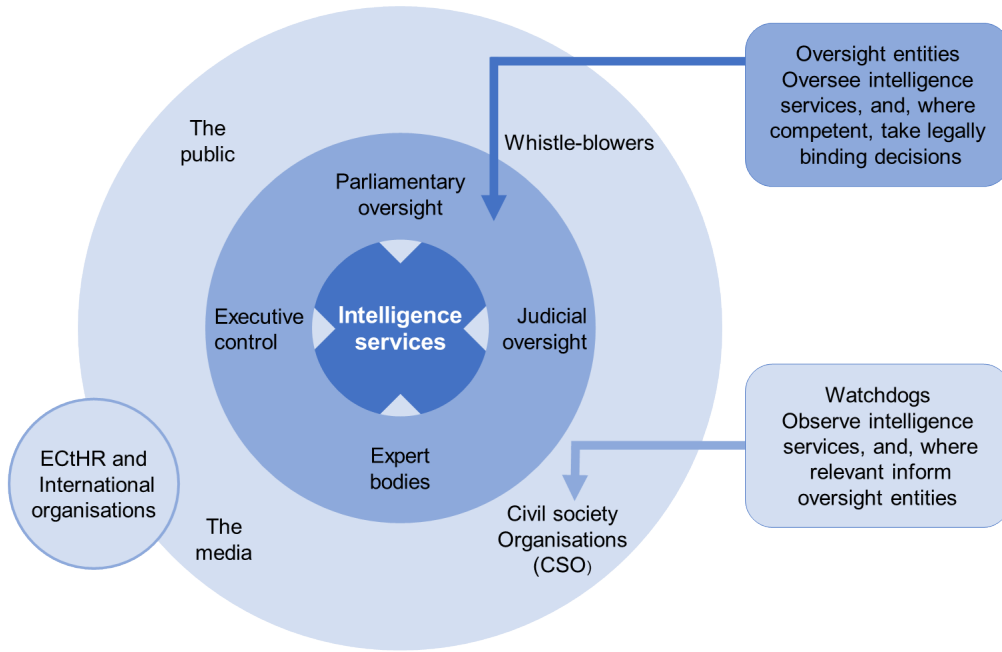 The
public
Whistle-blowers
Parliamentary
oversight
Executive
control
Intelligence
services
Judicial
oversight
Expert
bodies
ECtHR and
International
organisations
The
media
Civil society
Organisations
(CSO)
Oversight entities
Oversee intelligence
services, and, where
competent, take legally
binding decisions
Watchdogs
Observe intelligence
services, and, where
relevant inform
oversight entities